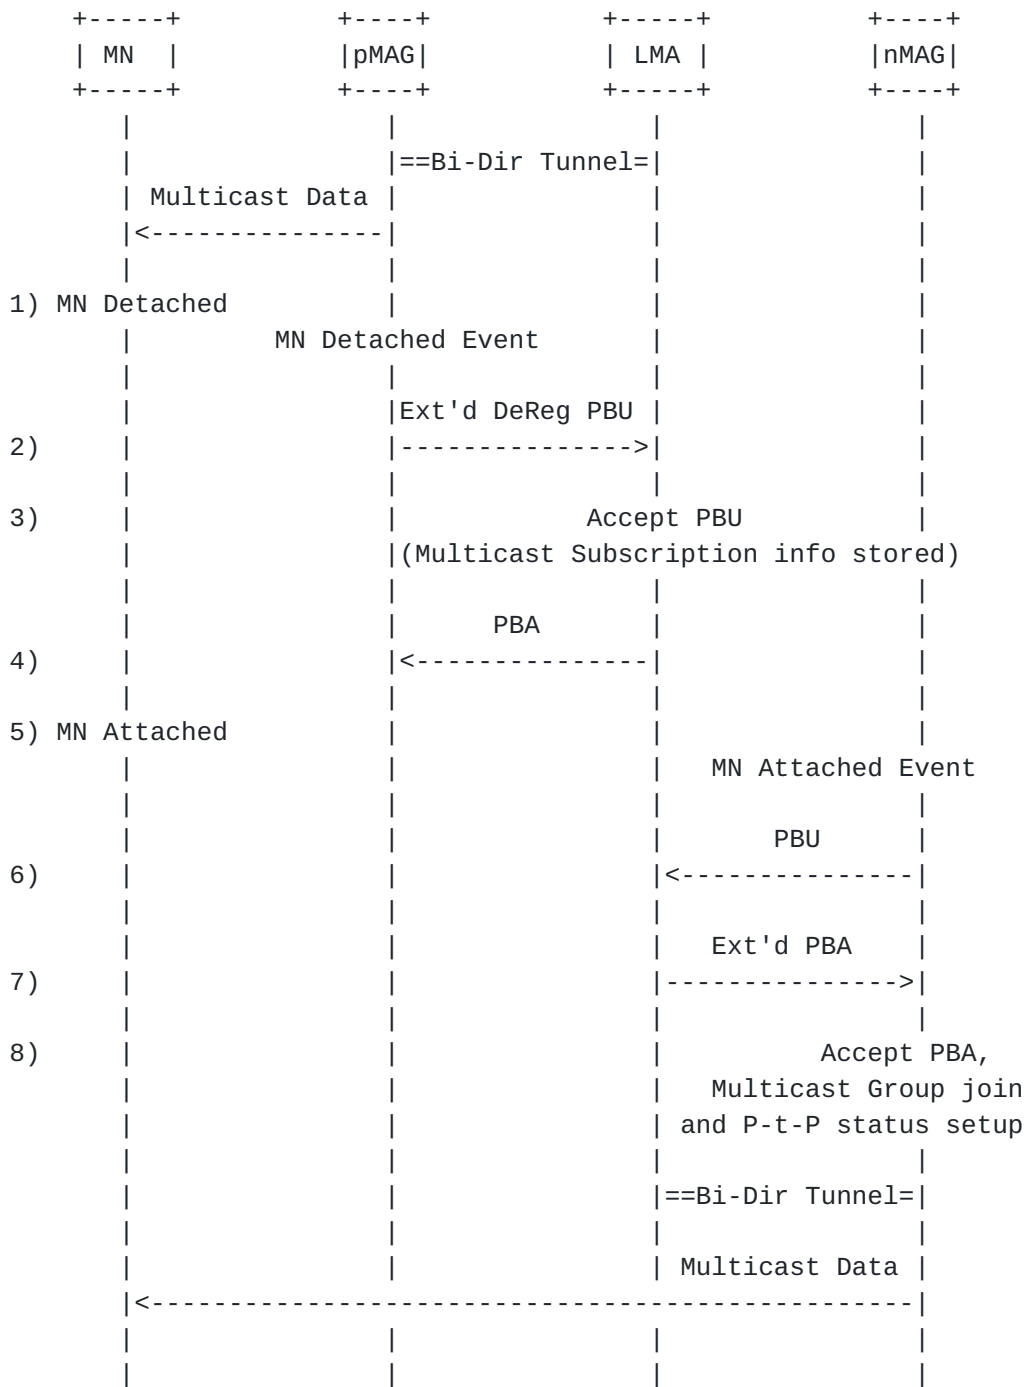 +-----+ +----+ +-----+ +----+
| MN | |pMAG| | LMA | |nMAG|
+-----+ +----+ +-----+ +----+
| | | |
| |==Bi-Dir Tunnel=| |
| Multicast Data | | |
|<---------------| | |
| | | |
1) MN Detached | | |
| MN Detached Event | |
| | | |
| |Ext'd DeReg PBU | |
2) | |--------------->| |
| | | |
3) | | Accept PBU |
| |(Multicast Subscription info stored)
| | | |
| | PBA | |
4) | |<---------------| |
| | | |
5) MN Attached | | |
| | | MN Attached Event
| | | |
| | | PBU |
6) | | |<---------------|
| | | |
| | | Ext'd PBA |
7) | | |--------------->|
| | | |
8) | | | Accept PBA,
| | | Multicast Group join
| | | and P-t-P status setup
| | | |
| | |==Bi-Dir Tunnel=|
| | | |
| | | Multicast Data |
|<-------------------------------------------------|
| | | |
| | | |